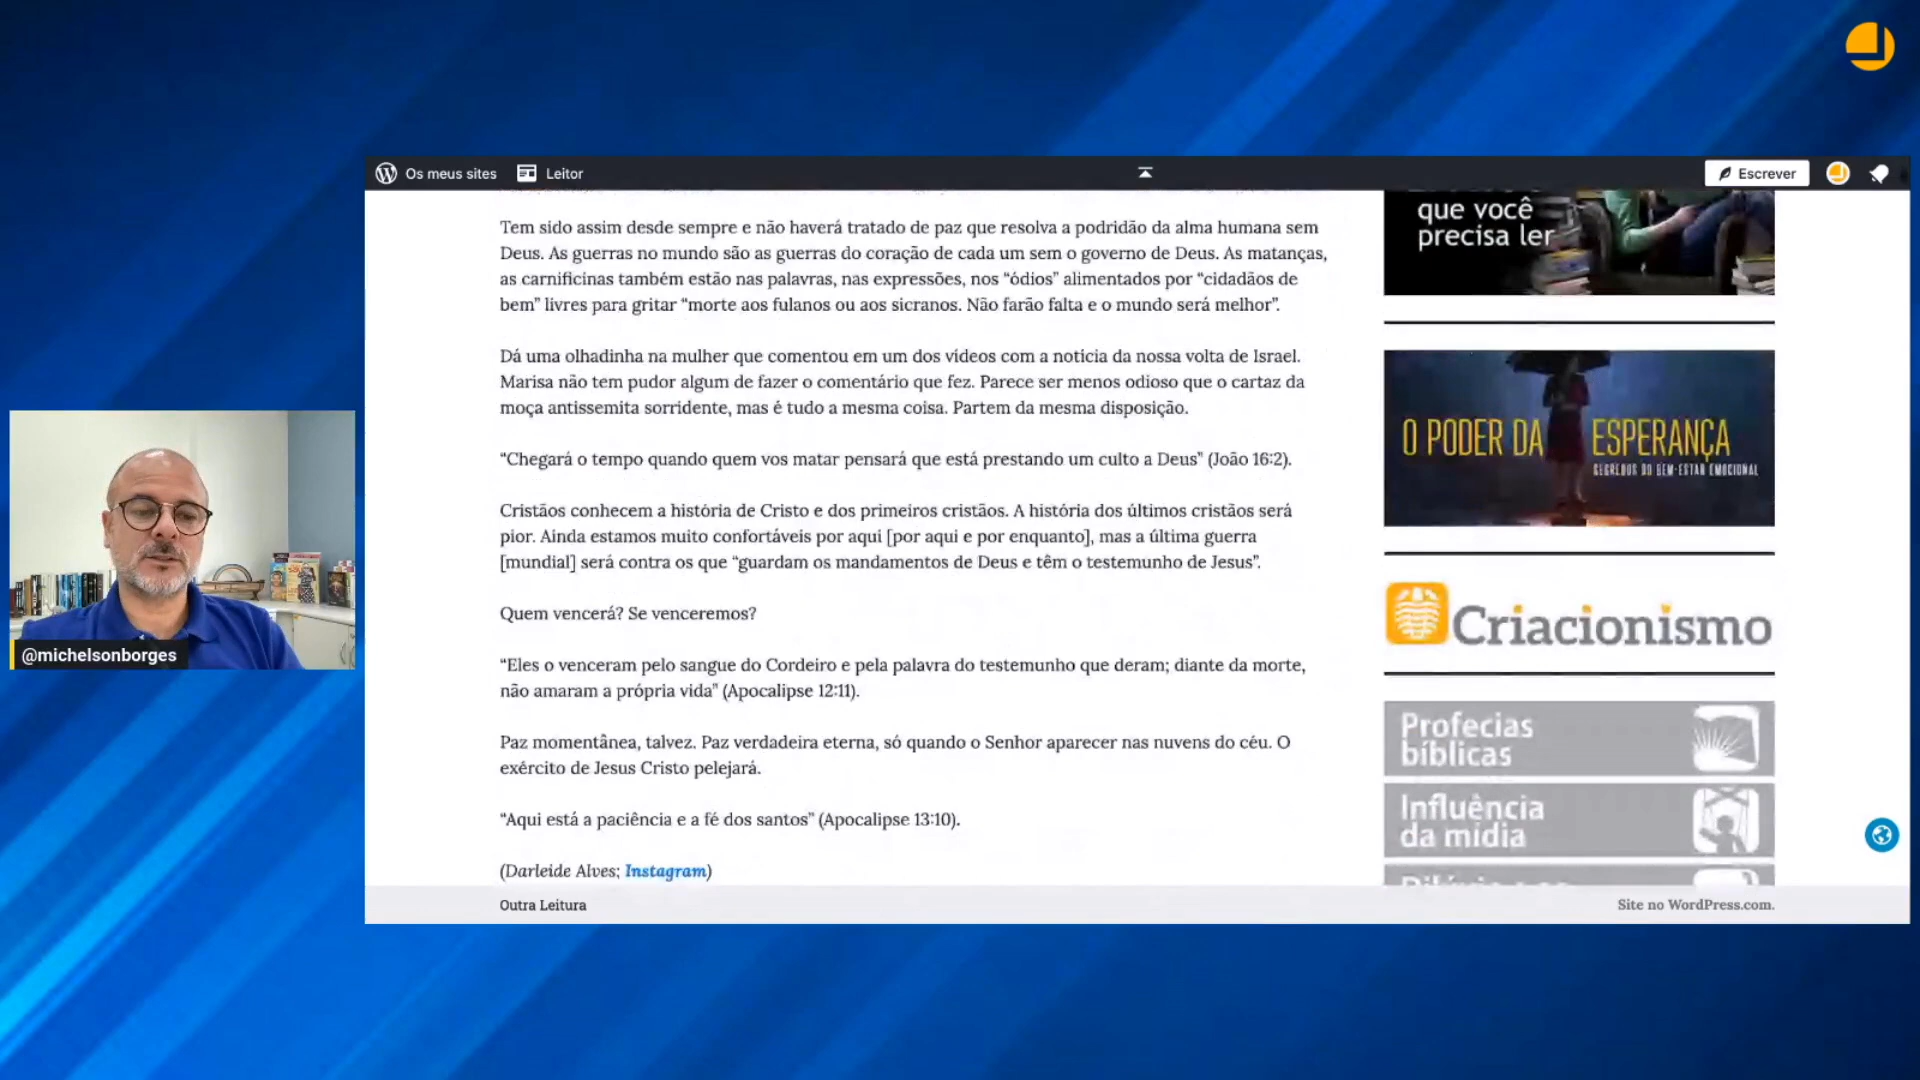 Os meus sites
Leitor
Escrever
Tem sido assim desde sempre e não haverá tratado de paz que resolva a podridão da alma humana sem
Deus. As guerras no mundo são as guerras do coração de cada um sem o governo de Deus. As matanças,
as carnificinas também estão nas palavras, nas expressões, nos “ódios” alimentados por “cidadãos de
bem” livres para gritar “morte aos fulanos ou aos sicranos. Não farão falta e o mundo será melhor”.
Dá uma olhadinha na mulher que comentou em um dos vídeos com a notícia da nossa volta de Israel.
Marisa não tem pudor algum de fazer o comentário que fez. Parece ser menos odioso que o cartaz da
moça antissemita sorridente, mas é tudo a mesma coisa. Partem da mesma disposição.
“Chegará o tempo quando quem vos matar pensará que está prestando um culto a Deus” (João 16:2).
Cristãos conhecem a história de Cristo e dos primeiros cristãos. A história dos últimos cristãos será
pior. Ainda estamos muito confortáveis por aqui [por aqui e por enquanto], mas a última guerra
[mundial] será contra os que “guardam os mandamentos de Deus e têm o testemunho de Jesus”.
Quem vencerá? Se venceremos?
“Eles o venceram pelo sangue do Cordeiro e pela palavra do testemunho que deram; diante da morte,
não amaram a própria vida” (Apocalipse 12:11).
Paz momentânea, talvez. Paz verdadeira eterna, só quando o Senhor aparecer nas nuvens do céu. O
exército de Jesus Cristo pelejará.
“Aqui está a paciência e a fé dos santos” (Apocalipse 13:10).
(Darleide Alves; Instagram)
que você
precisa ler
O PODER DA ESPERANÇA
SEGREDOS DO BEM-ESTAR EMOCIONAL
Criacionismo
Profecias
bíblicas
Influência
da mídia
Outra Leitura
Site no WordPress.com.
@michelsonborges